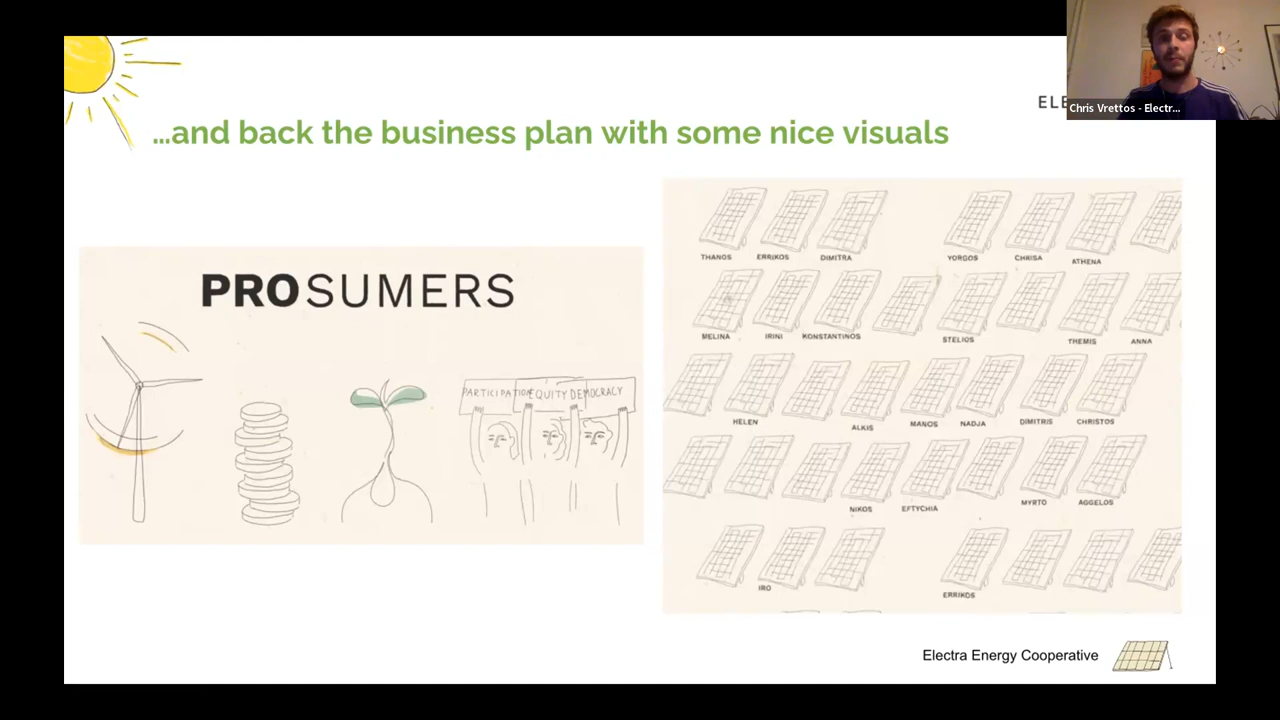 ELE
Chris Vrettos - Electr...
...and back the business plan with some nice visuals
PROSUMERS
PARTICIPATION EQUITY DEMOCRACY
THANOS ERRIKOS DIMITRA YORGOS CHRISA ATHENA
MELINA IRINI KONSTANTINOS STELIOS THEMIS ANNA
HELEN ALKIS MANOS NADJA DIMITRIS CHRISTOS
NIKOS EFTYCHIA MYRTO AGGELOS
IRO ERRIKOS
Electra Energy Cooperative